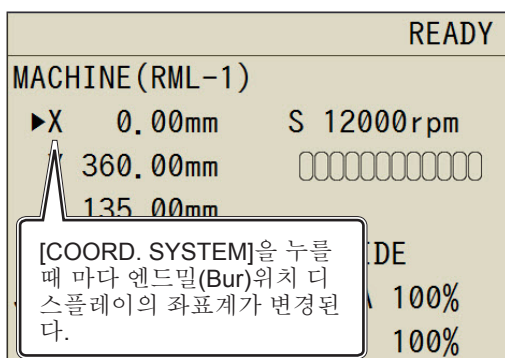 READY
MACHINE(RML-1)
▶X 0.00mm S 12000rpm
360.00mm
135.00mm
[COORD. SYSTEM]을 누를
때 마다 엔드밀(Bur)위치 디
스플레이의 좌표계가 변경된
다.
100%
100%